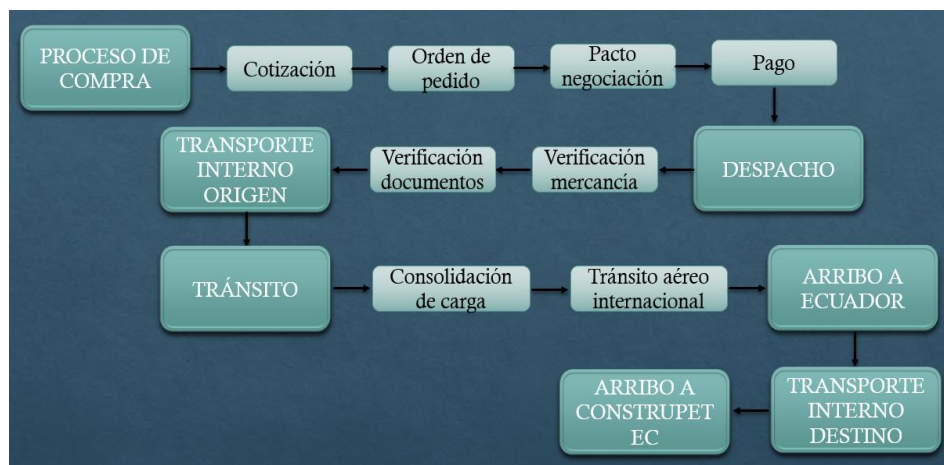 PROCESO DE
COMPRA
Cotización
Orden de
pedido
Pacto
negociación
Pago
DESPACHO
Verificación
mercancía
Verificación
documentos
TRANSPORTE
INTERNO
ORIGEN
TRÁNSITO
Consolidación
de carga
Tránsito aéreo
internacional
ARRIBO A
ECUADOR
TRANSPORTE
INTERNO
DESTINO
ARRIBO A
CONSTRUPET
EC